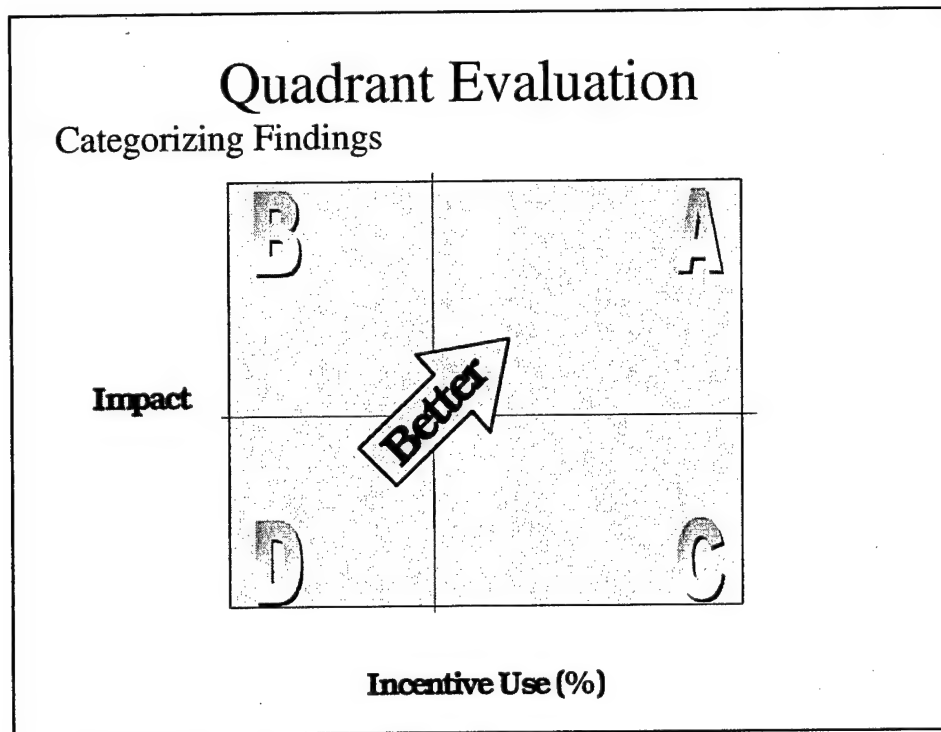 Quadrant Evaluation
Categorizing Findings
B
A
Impact
Better
D
C
Incentive Use (%)